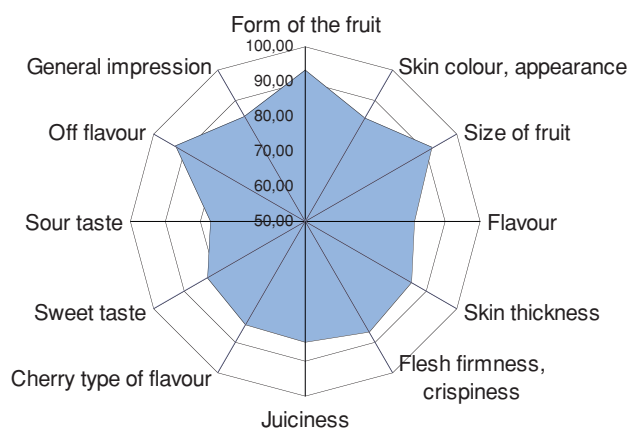 Form of the fruit
100,00
General impression
Skin colour, appearance
90,00
80,00
Off flavour
Size of fruit
70,00
60,00
Sour taste
50,00
Flavour
Sweet taste
Skin thickness
Cherry type of flavour
Flesh firmness,
crispiness
Juiciness